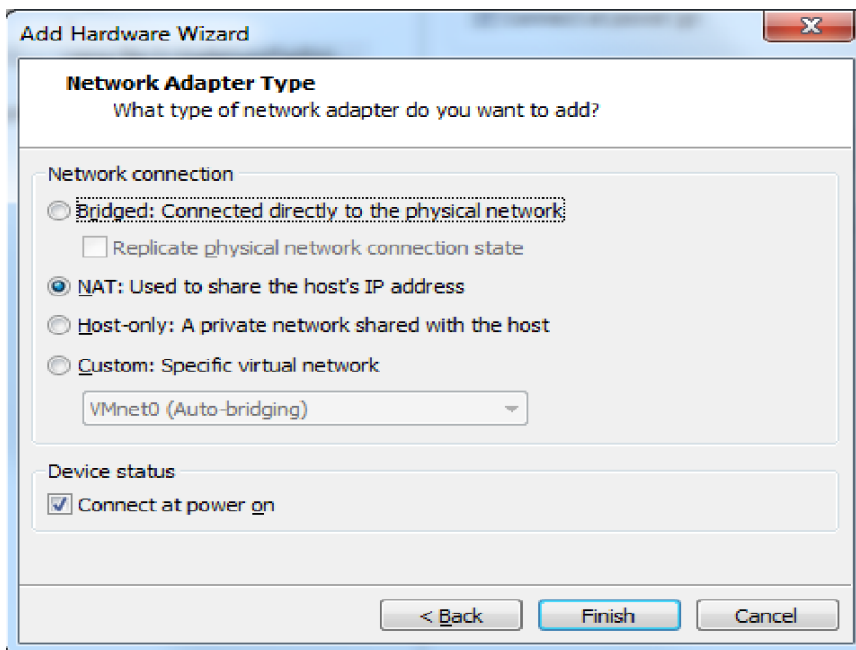 Add Hardware Wizard
Network Adapter Type
What type of network adapter do you want to add?
Network connection
Bridged: Connected directly to the physical network
Replicate physical network connection state
NAT: Used to share the host's IP address
Host-only: A private network shared with the host
Custom: Specific virtual network
VMnet0 (Auto-bridging)
Device status
Connect at power on
< Back
Finish
Cancel